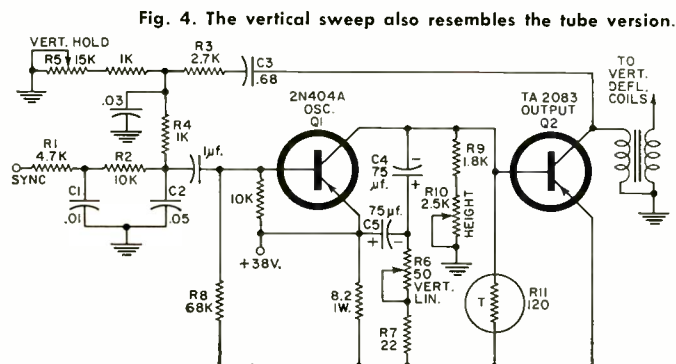 Fig. 4. The vertical sweep also resembles the tube version.
VERT. HOLD
R5 15K
1K
R3
2.7K
C3
.68
TO
VERT.
DEFL.
COILS
.03
R4
1K
2N404A
OSC.
Q1
TA 2083
OUTPUT
Q2
R1
4.7K
R2
10K
1µf.
SYNC
C1
.01
C2
.05
10K
+38V.
C4
75
µf.
-
+
R9
1.8K
R10
2.5K
HEIGHT
75µf.
C5
+
-
R6
50
VERT.
LIN.
R8
68K
8.2
1W.
R7
22
T
R11
120